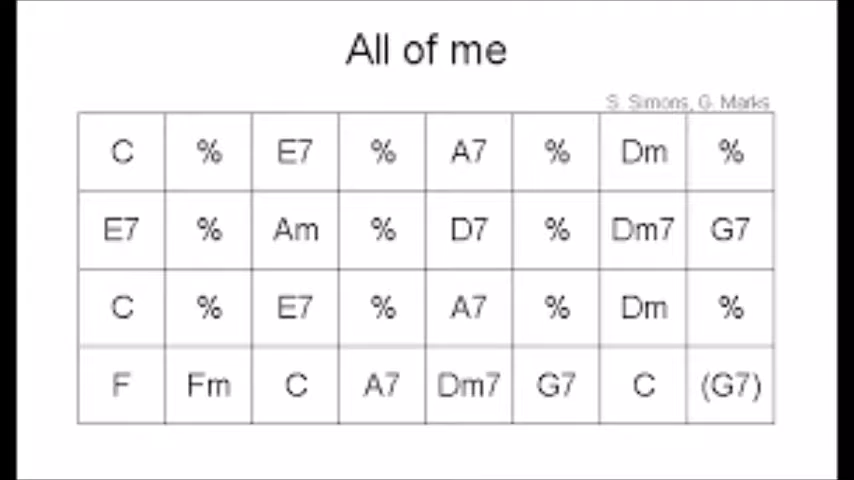 All of me
S. Simons, G. Marks
C % E7 % A7 % Dm %
E7 % Am % D7 % Dm7 G7
C % E7 % A7 % Dm %
F Fm C A7 Dm7 G7 C (G7)